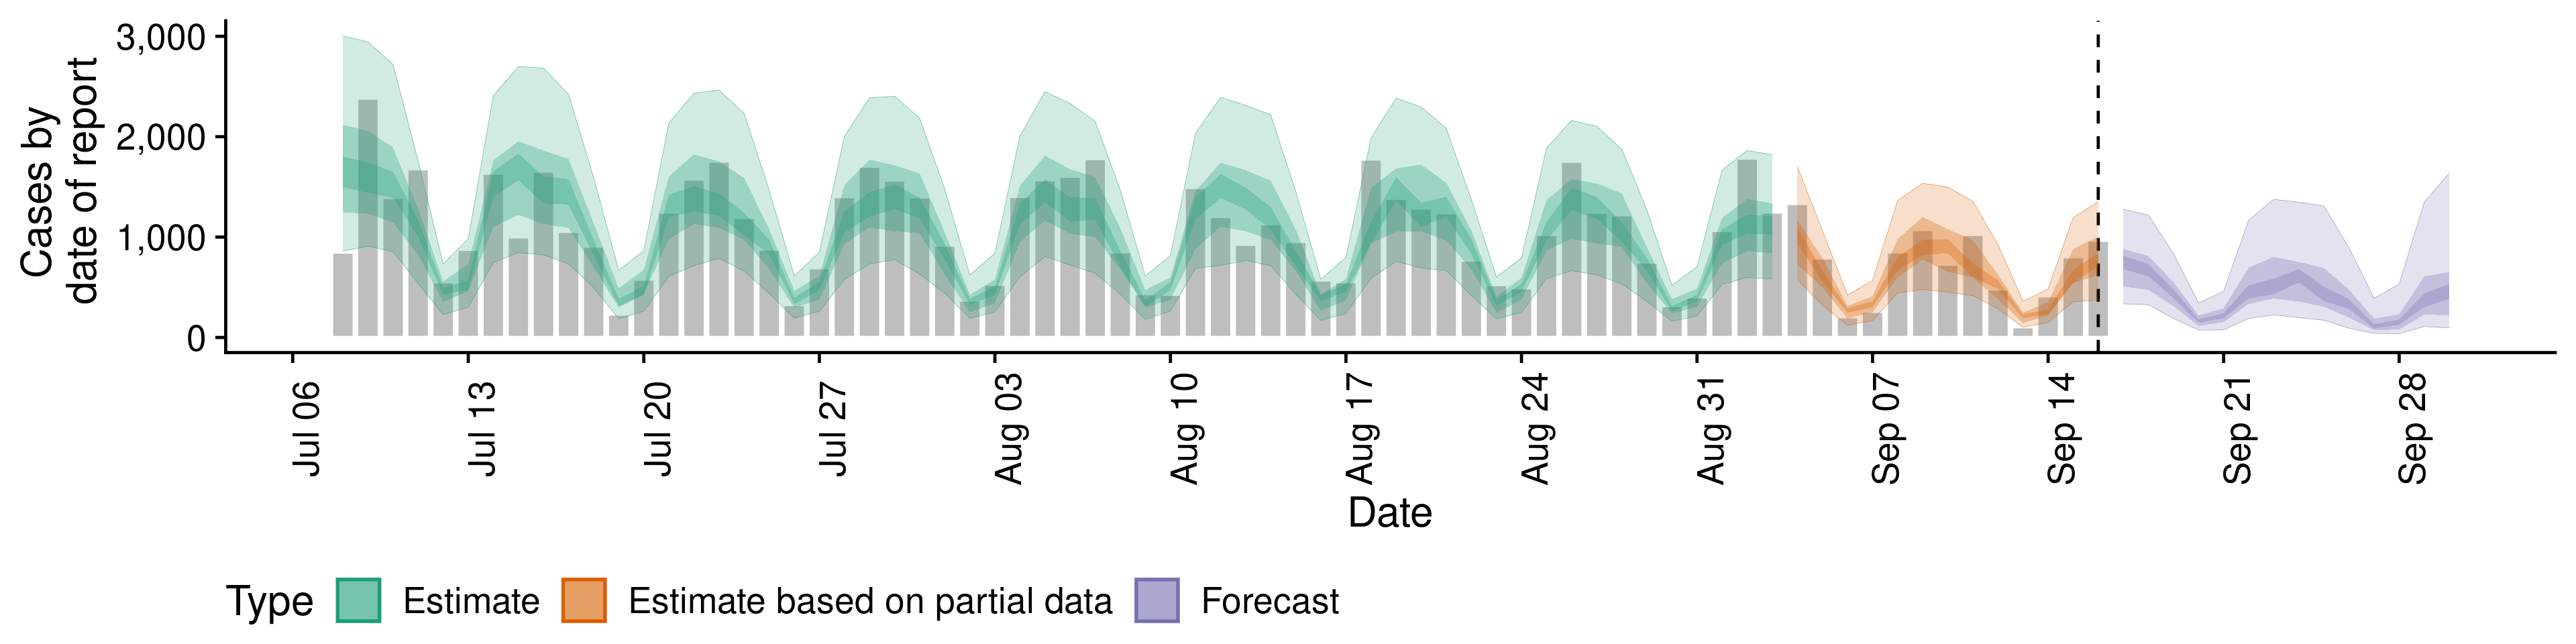 Cases by
date of report
3,000
2,000
1,000
0
Jul 06
Jul 13
Jul 20
Jul 27
Aug 03
Aug 10
Aug 17
Aug 24
Aug 31
Sep 07
Sep 14
Sep 21
Sep 28
Date
Type Estimate Estimate based on partial data Forecast